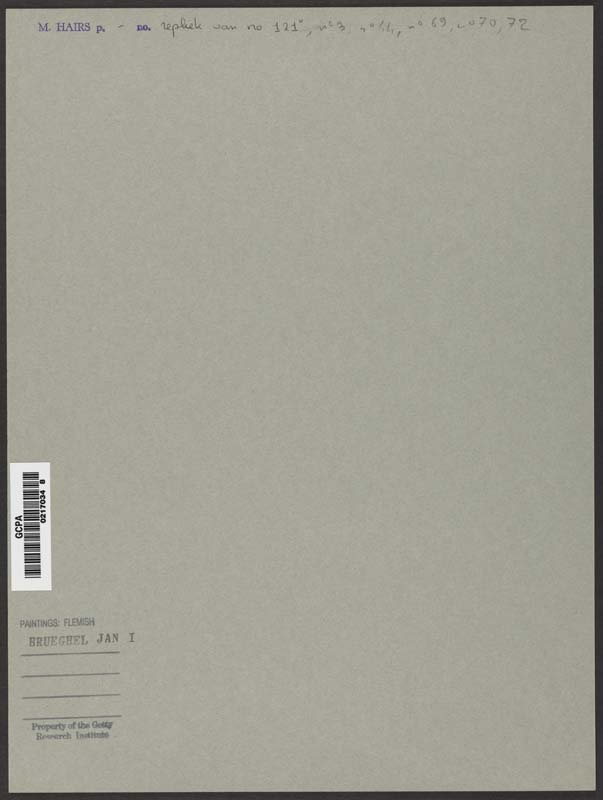 M. HAIRS p. - no. repliek van no 121°, n°3, n°44, n°69, n°70, 72
GCPA
0217034 8
PAINTINGS: FLEMISH
BRUEGHEL JAN I
Property of the Getty
Research Institute